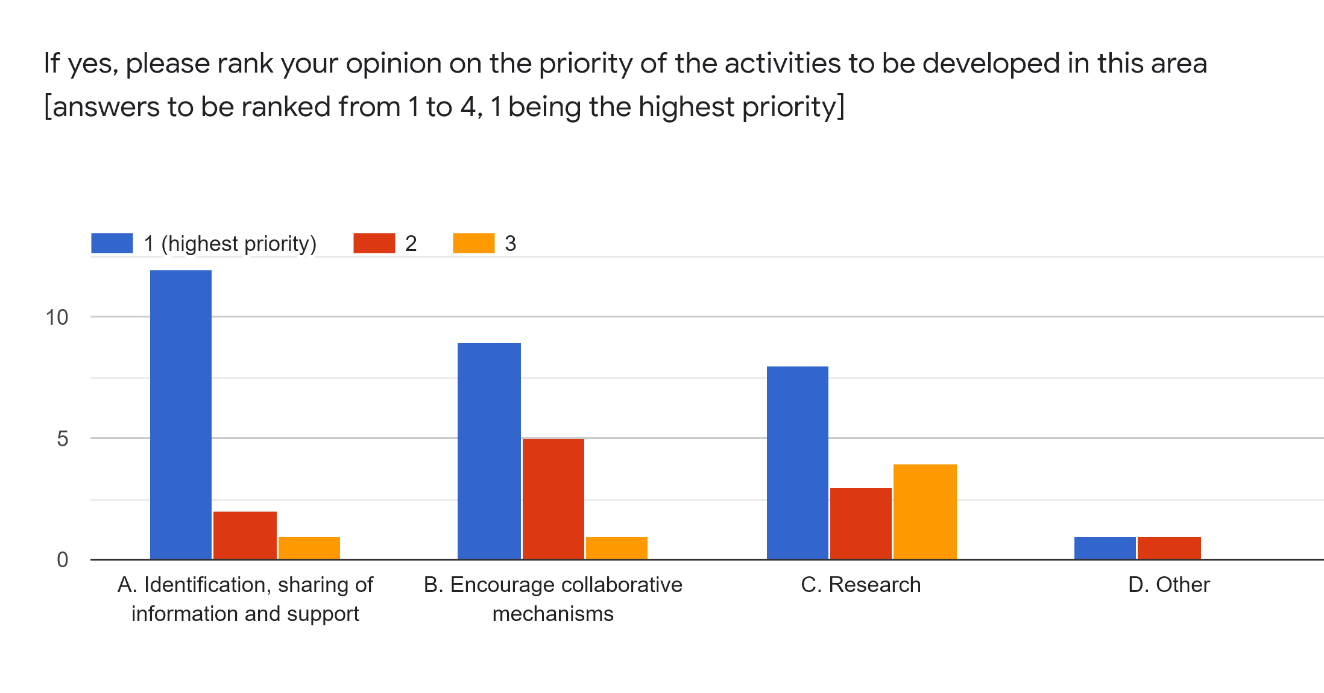 If yes, please rank your opinion on the priority of the activities to be developed in this area
[answers to be ranked from 1 to 4, 1 being the highest priority]
1 (highest priority) 2 3
10
5
0
A. Identification, sharing of
information and support
B. Encourage collaborative
mechanisms
C. Research
D. Other